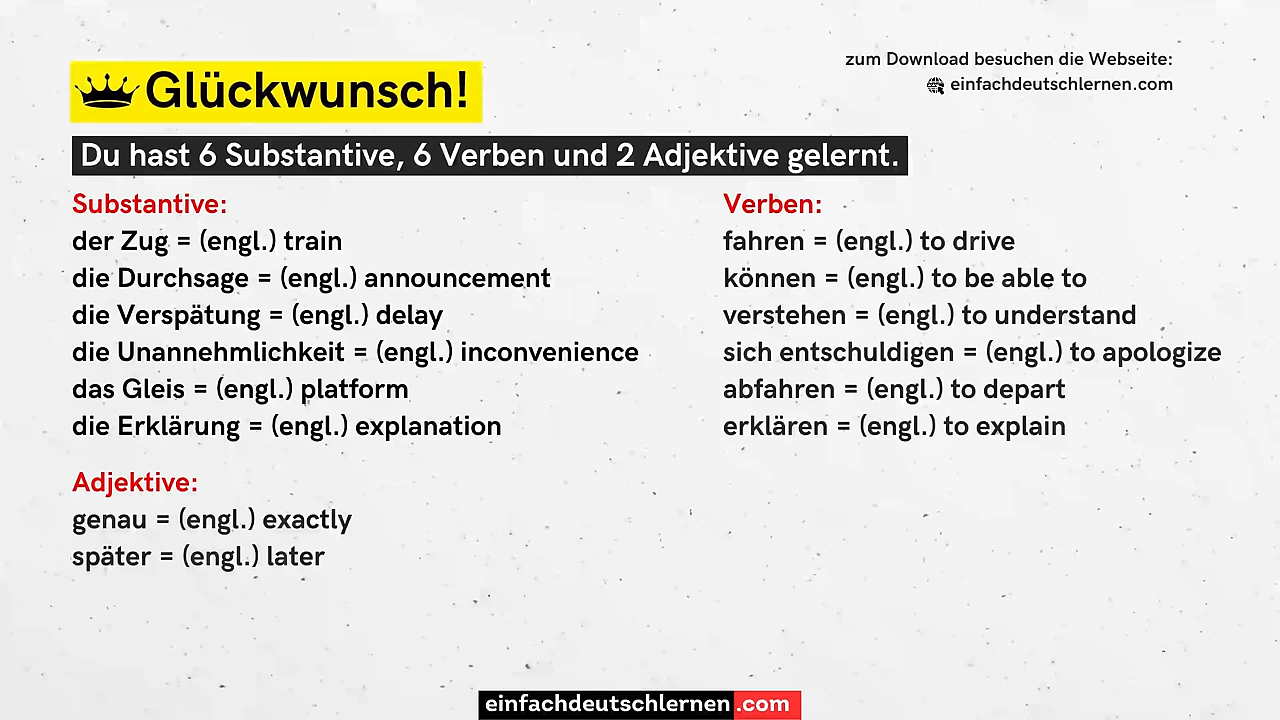 Glückwunsch!
zum Download besuchen die Webseite:
einfachdeutschlernen.com
Du hast 6 Substantive, 6 Verben und 2 Adjektive gelernt.
Substantive:
der Zug = (engl.) train
die Durchsage = (engl.) announcement
die Verspätung = (engl.) delay
die Unannehmlichkeit = (engl.) inconvenience
das Gleis = (engl.) platform
die Erklärung = (engl.) explanation
Adjektive:
genau = (engl.) exactly
später = (engl.) later
Verben:
fahren = (engl.) to drive
können = (engl.) to be able to
verstehen = (engl.) to understand
sich entschuldigen = (engl.) to apologize
abfahren = (engl.) to depart
erklären = (engl.) to explain
einfachdeutschlernen.com